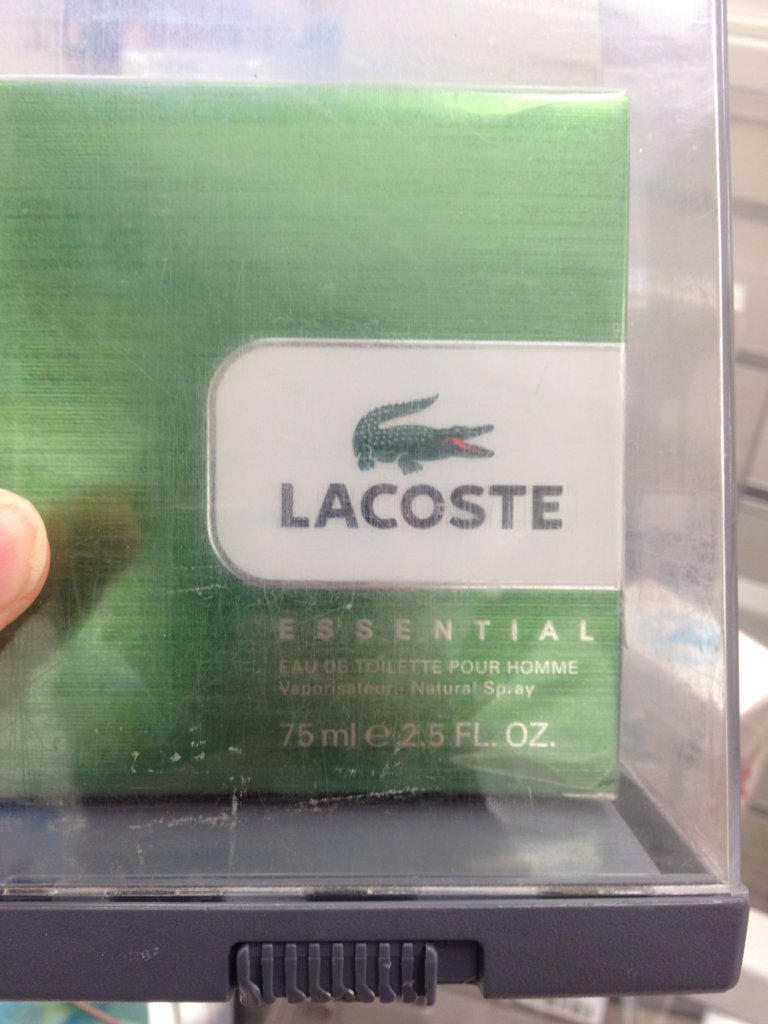 LACOSTE
ESSENTIAL
EAU DE TOILETTE POUR HOMME
Vaporisateur Natural Spray
75 ml e 2.5 FL. OZ.